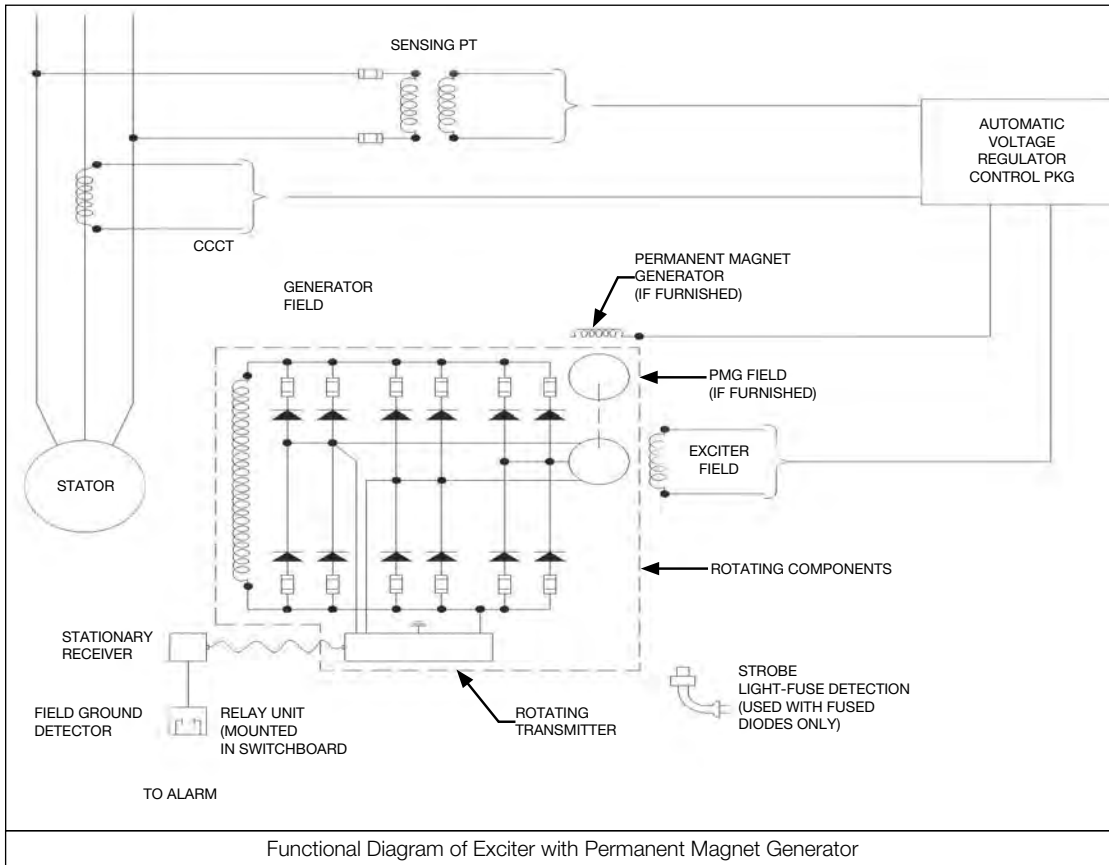 SENSING PT
AUTOMATIC
VOLTAGE
REGULATOR
CONTROL PKG
CCCT
PERMANENT MAGNET
GENERATOR
(IF FURNISHED)
GENERATOR
FIELD
PMG FIELD
(IF FURNISHED)
EXCITER
FIELD
STATOR
ROTATING COMPONENTS
STATIONARY
RECEIVER
STROBE
LIGHT-FUSE DETECTION
(USED WITH FUSED
DIODES ONLY)
FIELD GROUND
DETECTOR
RELAY UNIT
(MOUNTED
IN SWITCHBOARD
ROTATING
TRANSMITTER
TO ALARM
Functional Diagram of Exciter with Permanent Magnet Generator